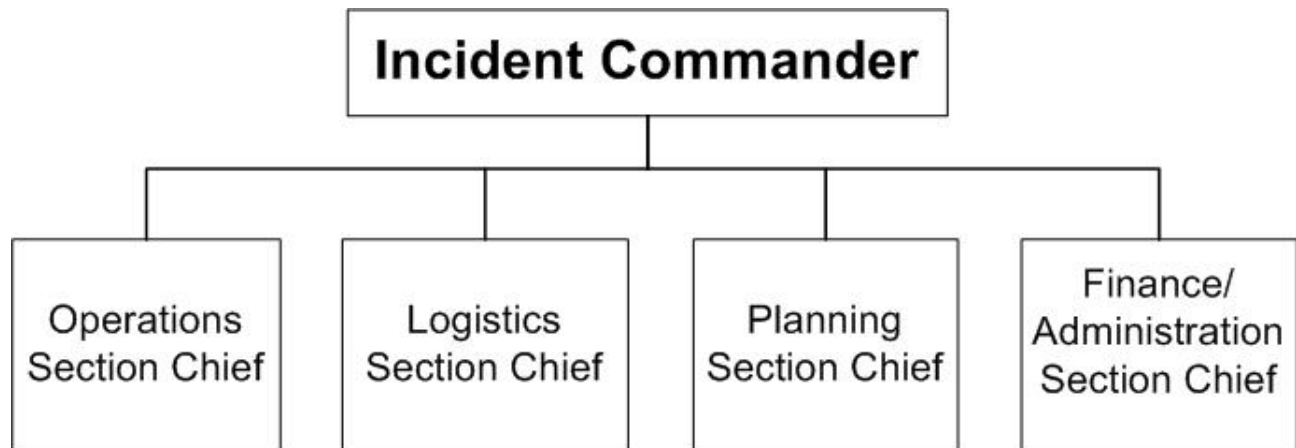 Incident Commander
Operations
Section Chief
Logistics
Section Chief
Planning
Section Chief
Finance/
Administration
Section Chief